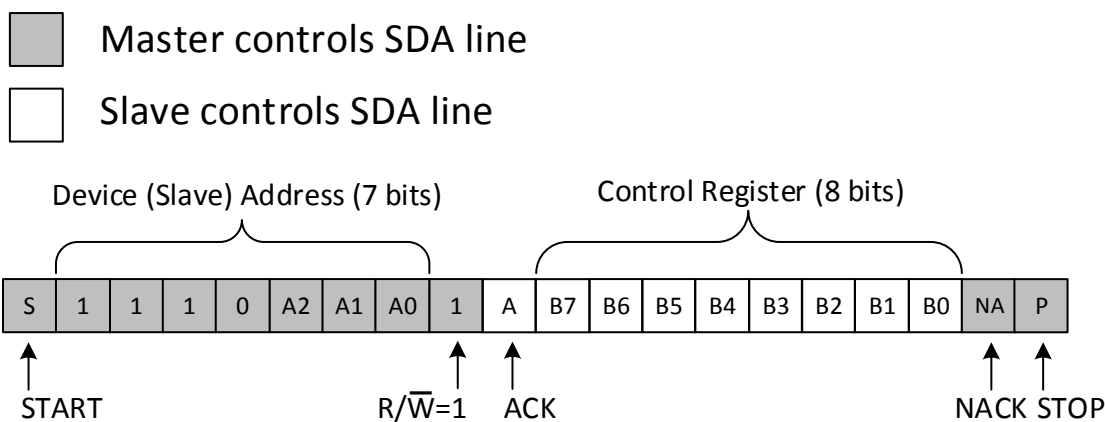 Master controls SDA line
Slave controls SDA line
Device (Slave) Address (7 bits) Control Register (8 bits)
S 1 1 1 0 A2 A1 A0 1 A B7 B6 B5 B4 B3 B2 B1 B0 NA P
START R/W̅=1 ACK NACK STOP